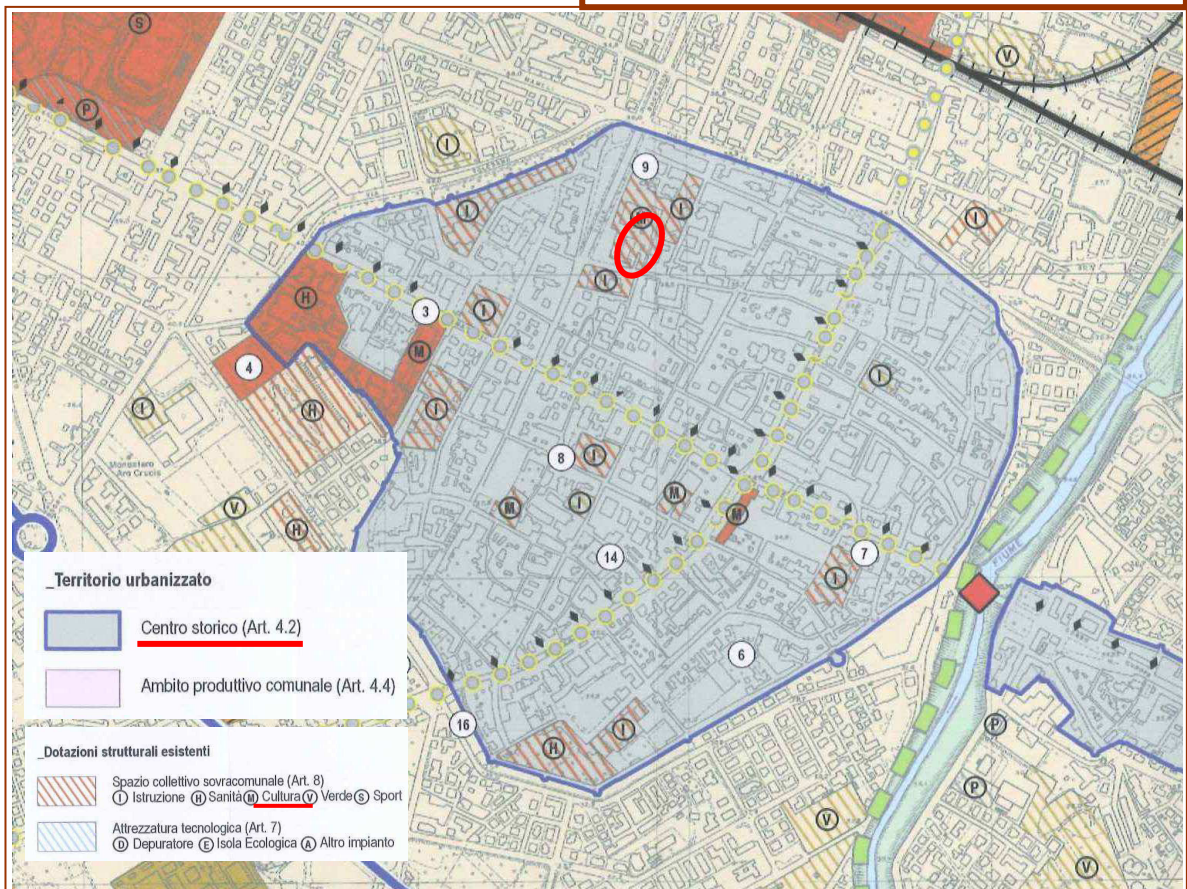 S
P
V
I
9
I
I
M
I
I
H
3
I
M
4
H
I
I
I
Monastero
Ara Crucis
8
I
M
I
M
M
V
H
14
7
I
FIUME
6
16
H
I
P
P
V
V
_Territorio urbanizzato
Centro storico (Art. 4.2)
Ambito produttivo comunale (Art. 4.4)
_Dotazioni strutturali esistenti
Spazio collettivo sovracomunale (Art. 8)
I Istruzione H Sanità M Cultura V Verde S Sport
Attrezzatura tecnologica (Art. 7)
D Depuratore E Isola Ecologica A Altro impianto